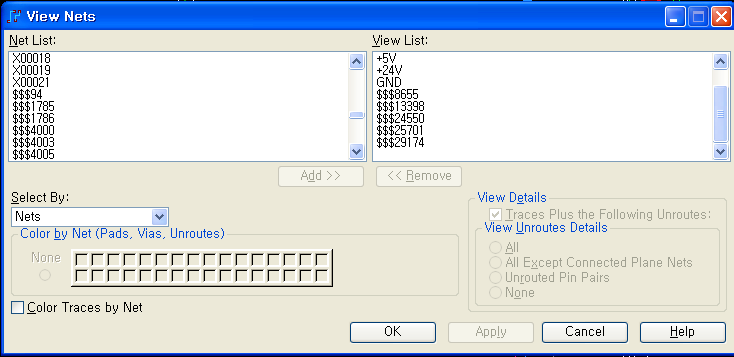 View Nets
Net List:
View List:
X00018
X00019
X00021
$$$94
$$$1785
$$$1786
$$$4000
$$$4003
$$$4005
+5V
+24V
GND
$$$8655
$$$13398
$$$24550
$$$25701
$$$29174
Add >>
<< Remove
Select By:
Nets
Color by Net (Pads, Vias, Unroutes)
None
Color Traces by Net
View Details
Traces Plus the Following Unroutes:
View Unroutes Details
All
All Except Connected Plane Nets
Unrouted Pin Pairs
None
OK
Apply
Cancel
Help